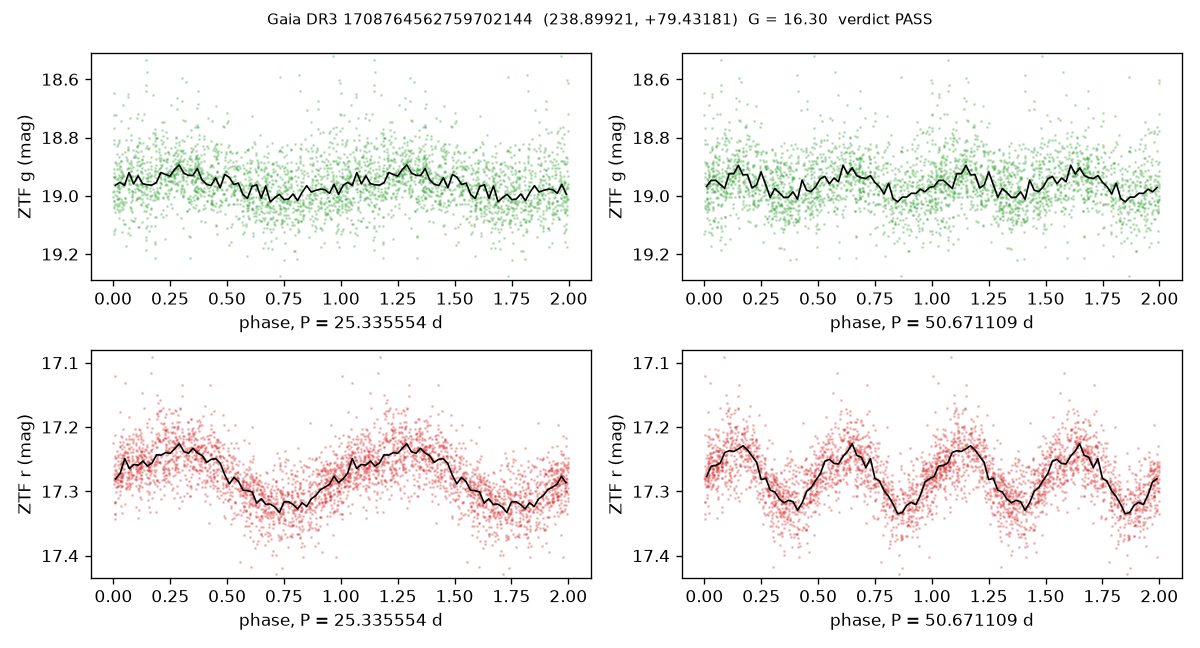 Gaia DR3 1708764562759702144 (238.89921, +79.43181) G = 16.30 verdict PASS
ZTF g (mag)
18.6
18.8
19.0
19.2
0.00 0.25 0.50 0.75 1.00 1.25 1.50 1.75 2.00
phase, P = 25.335554 d
ZTF g (mag)
18.6
18.8
19.0
19.2
0.00 0.25 0.50 0.75 1.00 1.25 1.50 1.75 2.00
phase, P = 50.671109 d
ZTF r (mag)
17.1
17.2
17.3
17.4
0.00 0.25 0.50 0.75 1.00 1.25 1.50 1.75 2.00
phase, P = 25.335554 d
ZTF r (mag)
17.1
17.2
17.3
17.4
0.00 0.25 0.50 0.75 1.00 1.25 1.50 1.75 2.00
phase, P = 50.671109 d